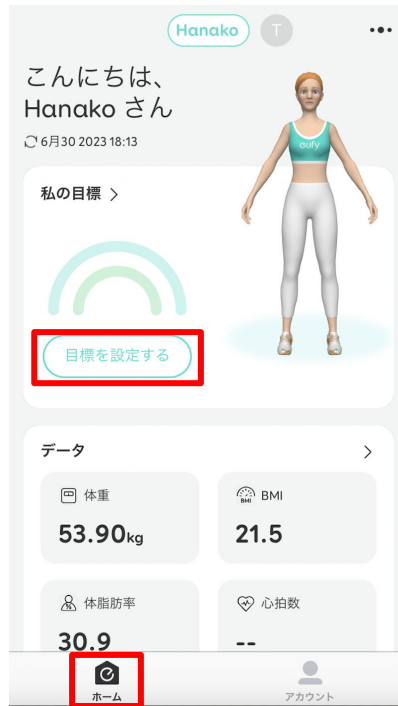 Hanako
T
こんにちは、
Hanako さん
6月30 2023 18:13
eufy
私の目標 >
目標を設定する
データ >
体重
BMI
BMI
53.90kg
21.5
体脂肪率
心拍数
30.9
--
ホーム
アカウント